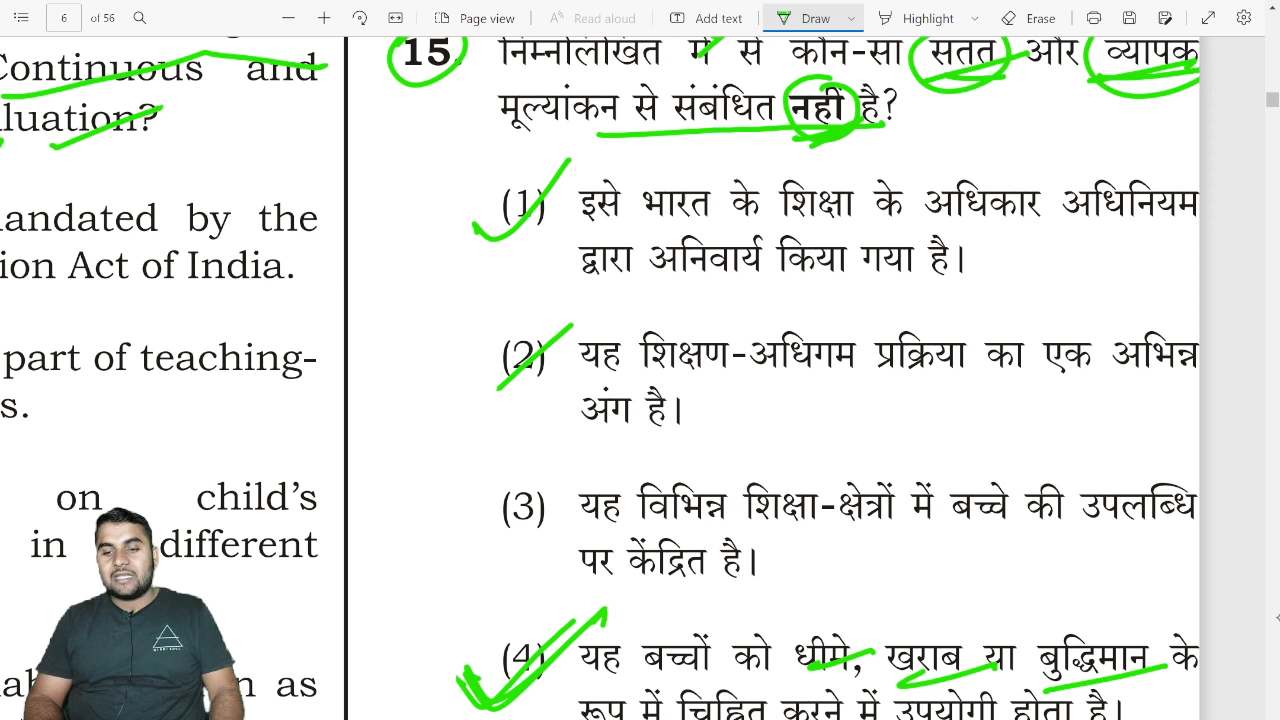 6 of 56 Page view Read aloud Add text Draw Highlight Erase
Continuous and
luation?
andated by the
ion Act of India.
part of teaching-
s.
on child's
in different
as
15. निम्नलिखित में से कौन-सा सतत और व्यापक
मूल्यांकन से संबंधित नहीं है?
(1) इसे भारत के शिक्षा के अधिकार अधिनियम
द्वारा अनिवार्य किया गया है।
(2) यह शिक्षण-अधिगम प्रक्रिया का एक अभिन्न
अंग है।
(3) यह विभिन्न शिक्षा-क्षेत्रों में बच्चे की उपलब्धि
पर केंद्रित है।
(4) यह बच्चों को धीमे, खराब या बुद्धिमान के
रूप में चिह्नित करने में उपयोगी होता है।